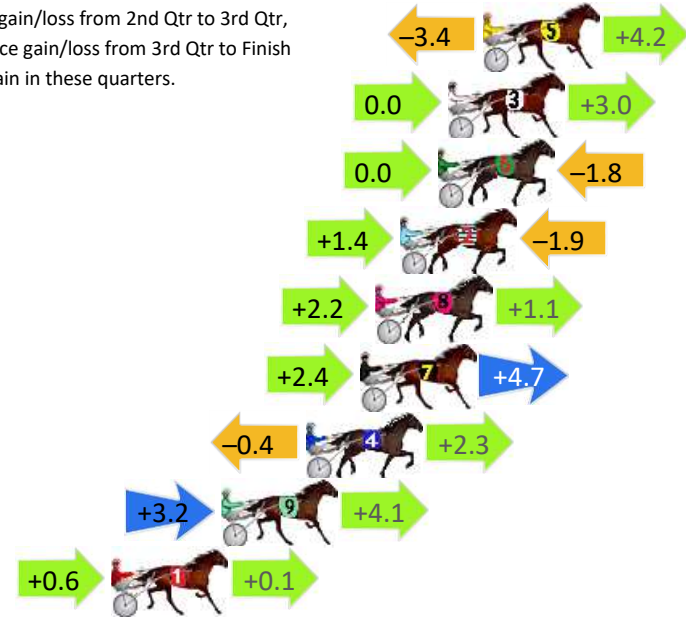 gain/loss from 2nd Qtr to 3rd Qtr,
ce gain/loss from 3rd Qtr to Finish
ain in these quarters.
–3.4 5 +4.2
0.0 3 +3.0
0.0 6 –1.8
+1.4 2 –1.9
+2.2 8 +1.1
+2.4 7 +4.7
–0.4 4 +2.3
+3.2 9 +4.1
+0.6 1 +0.1